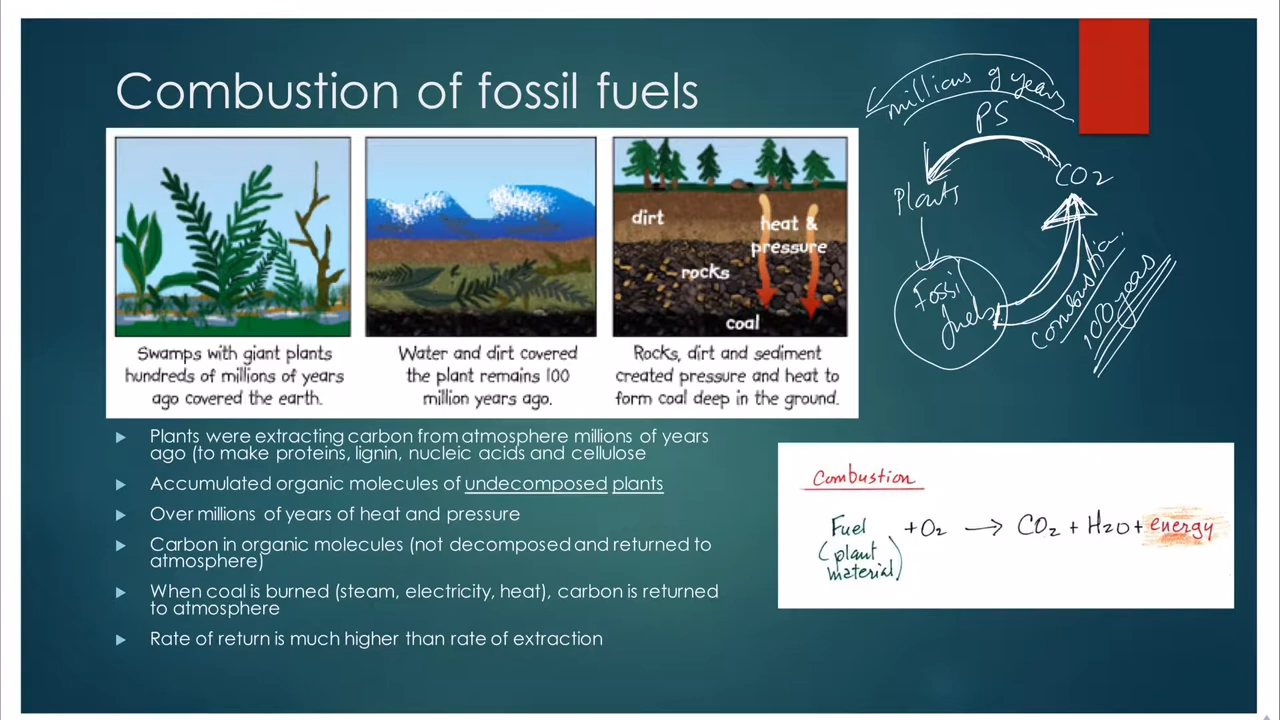 Combustion of fossil fuels
dirt
heat &
pressure
rocks
coal
Swamps with giant plants
hundreds of millions of years
ago covered the earth.
Water and dirt covered
the plant remains 100
million years ago.
Rocks, dirt and sediment
created pressure and heat to
form coal deep in the ground.
Plants were extracting carbon from atmosphere millions of years
ago (to make proteins, lignin, nucleic acids and cellulose
Accumulated organic molecules of undecomposed plants
Over millions of years of heat and pressure
Carbon in organic molecules (not decomposed and returned to
atmosphere)
When coal is burned (steam, electricity, heat), carbon is returned
to atmosphere
Rate of return is much higher than rate of extraction
millions of years
PS
CO2
Plants
Fossil
fuels
combustion
100 years
Combustion
Fuel + O2 → CO2 + H2O + energy
(plant
material)